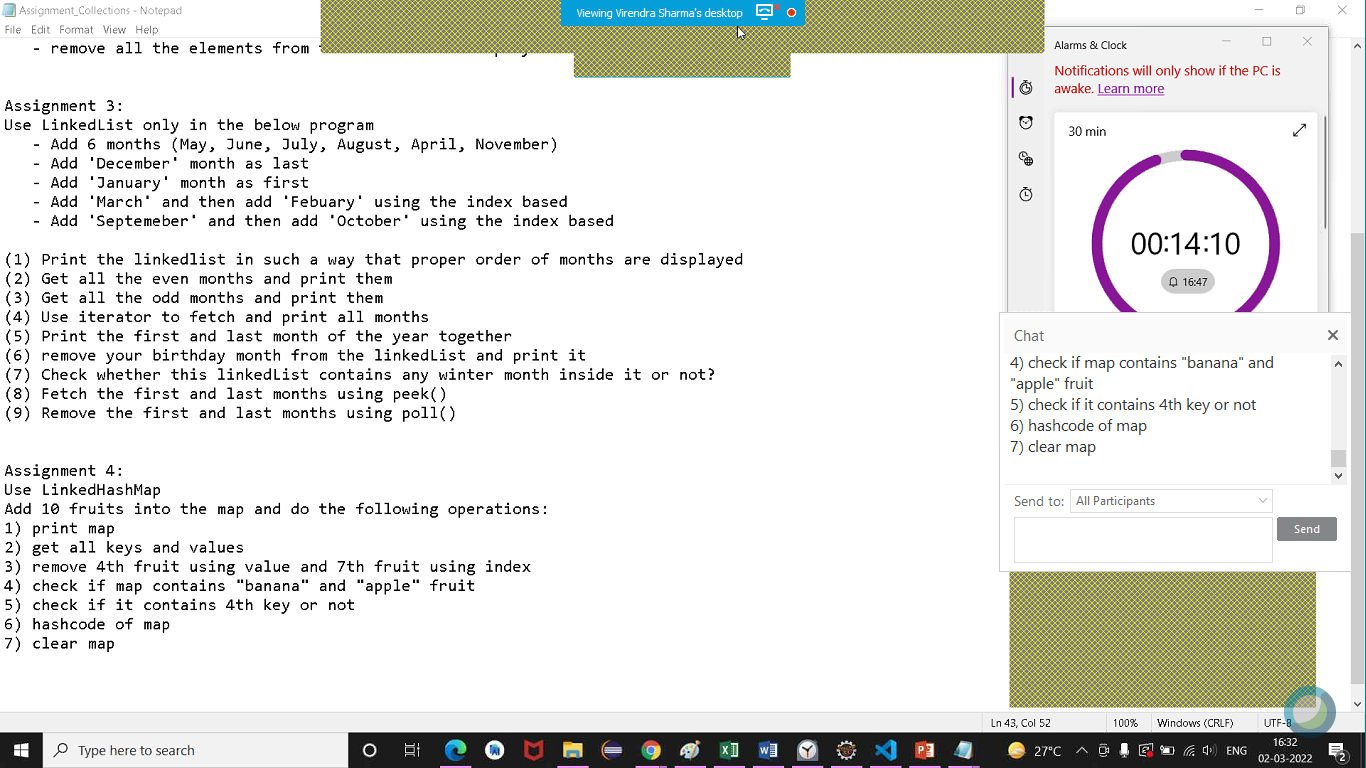 Assignment_Collections - Notepad
Viewing Virendra Sharma's desktop
File Edit Format View Help
- remove all the elements from
Alarms & Clock
Notifications will only show if the PC is
awake. Learn more
30 min
00:14:10
16:47
Assignment 3:
Use LinkedList only in the below program
- Add 6 months (May, June, July, August, April, November)
- Add 'December' month as last
- Add 'January' month as first
- Add 'March' and then add 'Febuary' using the index based
- Add 'Septemeber' and then add 'October' using the index based
(1) Print the linkedlist in such a way that proper order of months are displayed
(2) Get all the even months and print them
(3) Get all the odd months and print them
(4) Use iterator to fetch and print all months
(5) Print the first and last month of the year together
(6) remove your birthday month from the linkedList and print it
(7) Check whether this linkedList contains any winter month inside it or not?
(8) Fetch the first and last months using peek()
(9) Remove the first and last months using poll()
Assignment 4:
Use LinkedHashMap
Add 10 fruits into the map and do the following operations:
1) print map
2) get all keys and values
3) remove 4th fruit using value and 7th fruit using index
4) check if map contains "banana" and "apple" fruit
5) check if it contains 4th key or not
6) hashcode of map
7) clear map
Chat
4) check if map contains "banana" and
"apple" fruit
5) check if it contains 4th key or not
6) hashcode of map
7) clear map
Send to: All Participants
Send
Ln 43, Col 52 100% Windows (CRLF) UTF-8
Type here to search
27°C ENG 16:32
02-03-2022
2